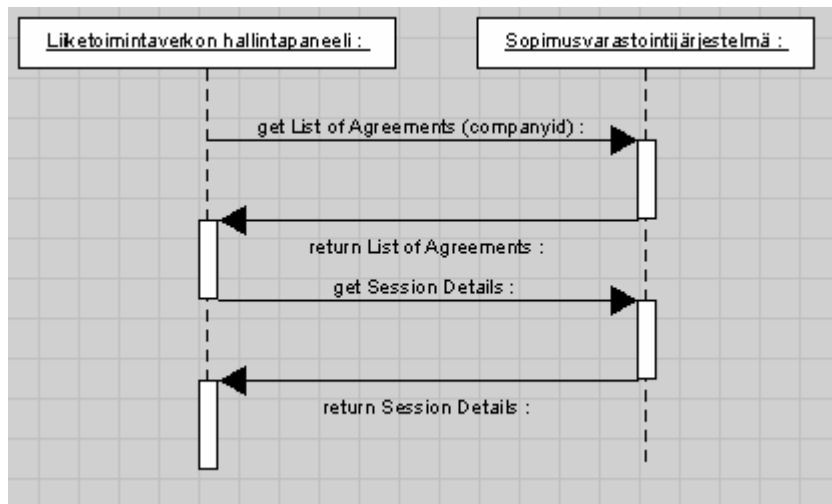 Liiketoimintaverkon hallintapaneeli :
Sopimusvarastointijärjestelmä :
get List of Agreements (companyid) :
return List of Agreements :
get Session Details :
return Session Details :